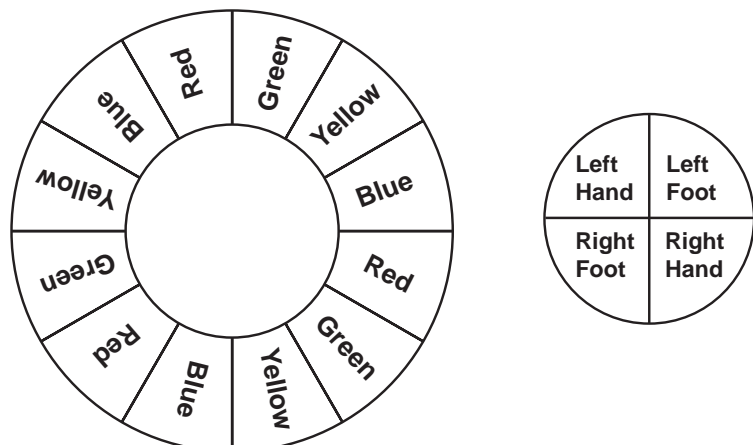 Green
Yellow
Blue
Red
Green
Yellow
Blue
Red
Green
Yellow
Blue
Red
Left
Hand
Left
Foot
Right
Foot
Right
Hand